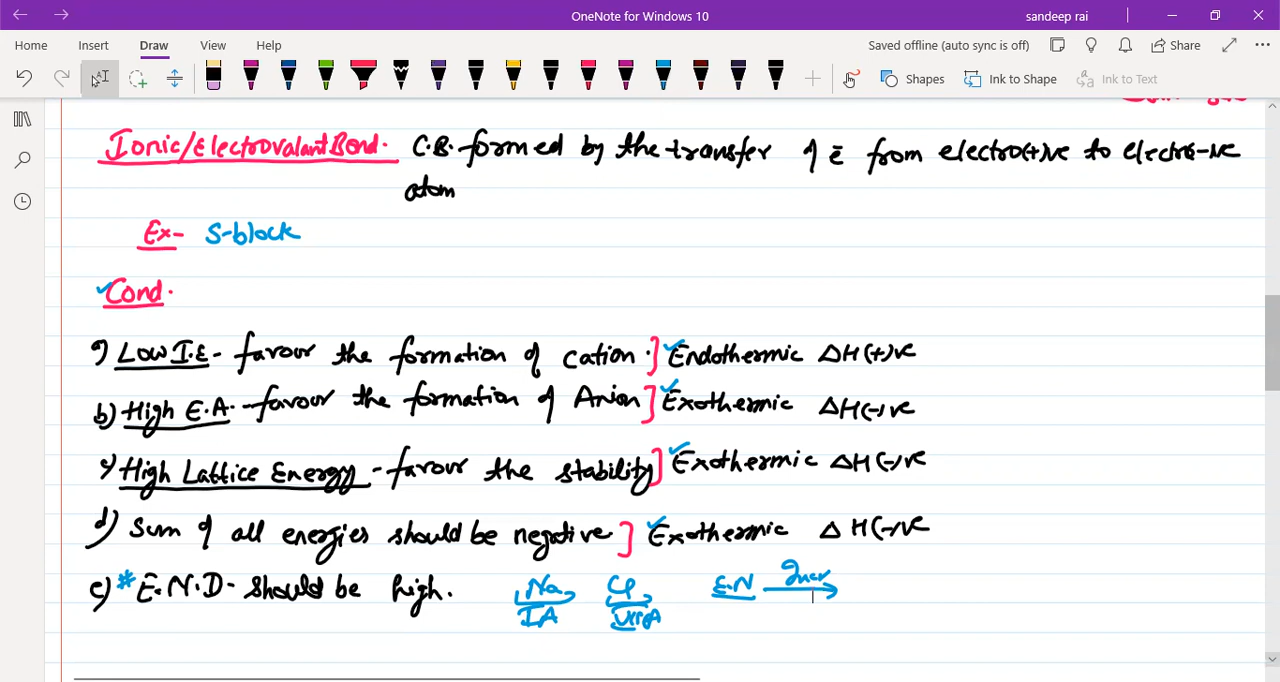 OneNote for Windows 10
sandeep rai
Home Insert Draw View Help
Saved offline (auto sync is off) Share
Shapes Ink to Shape Ink to Text
Ionic/Electrovalant Bond. C.B. formed by the transfer of ē from electro(+)ve to electro-ve
atom
Ex- S-block
✓Cond.
a) Low I.E - favour the formation of cation.] ✓Endothermic ΔH(+)ve
b) High E.A. - favour the formation of Anion] ✓Exothermic ΔH(-)ve
c) High Lattice Energy - favour the stability] ✓Exothermic ΔH(-)ve
d) Sum of all energies should be negative] ✓Exothermic ΔH(-)ve
e) * E.N.D - should be high. Na Cl E.N Incr →
IA VIIA